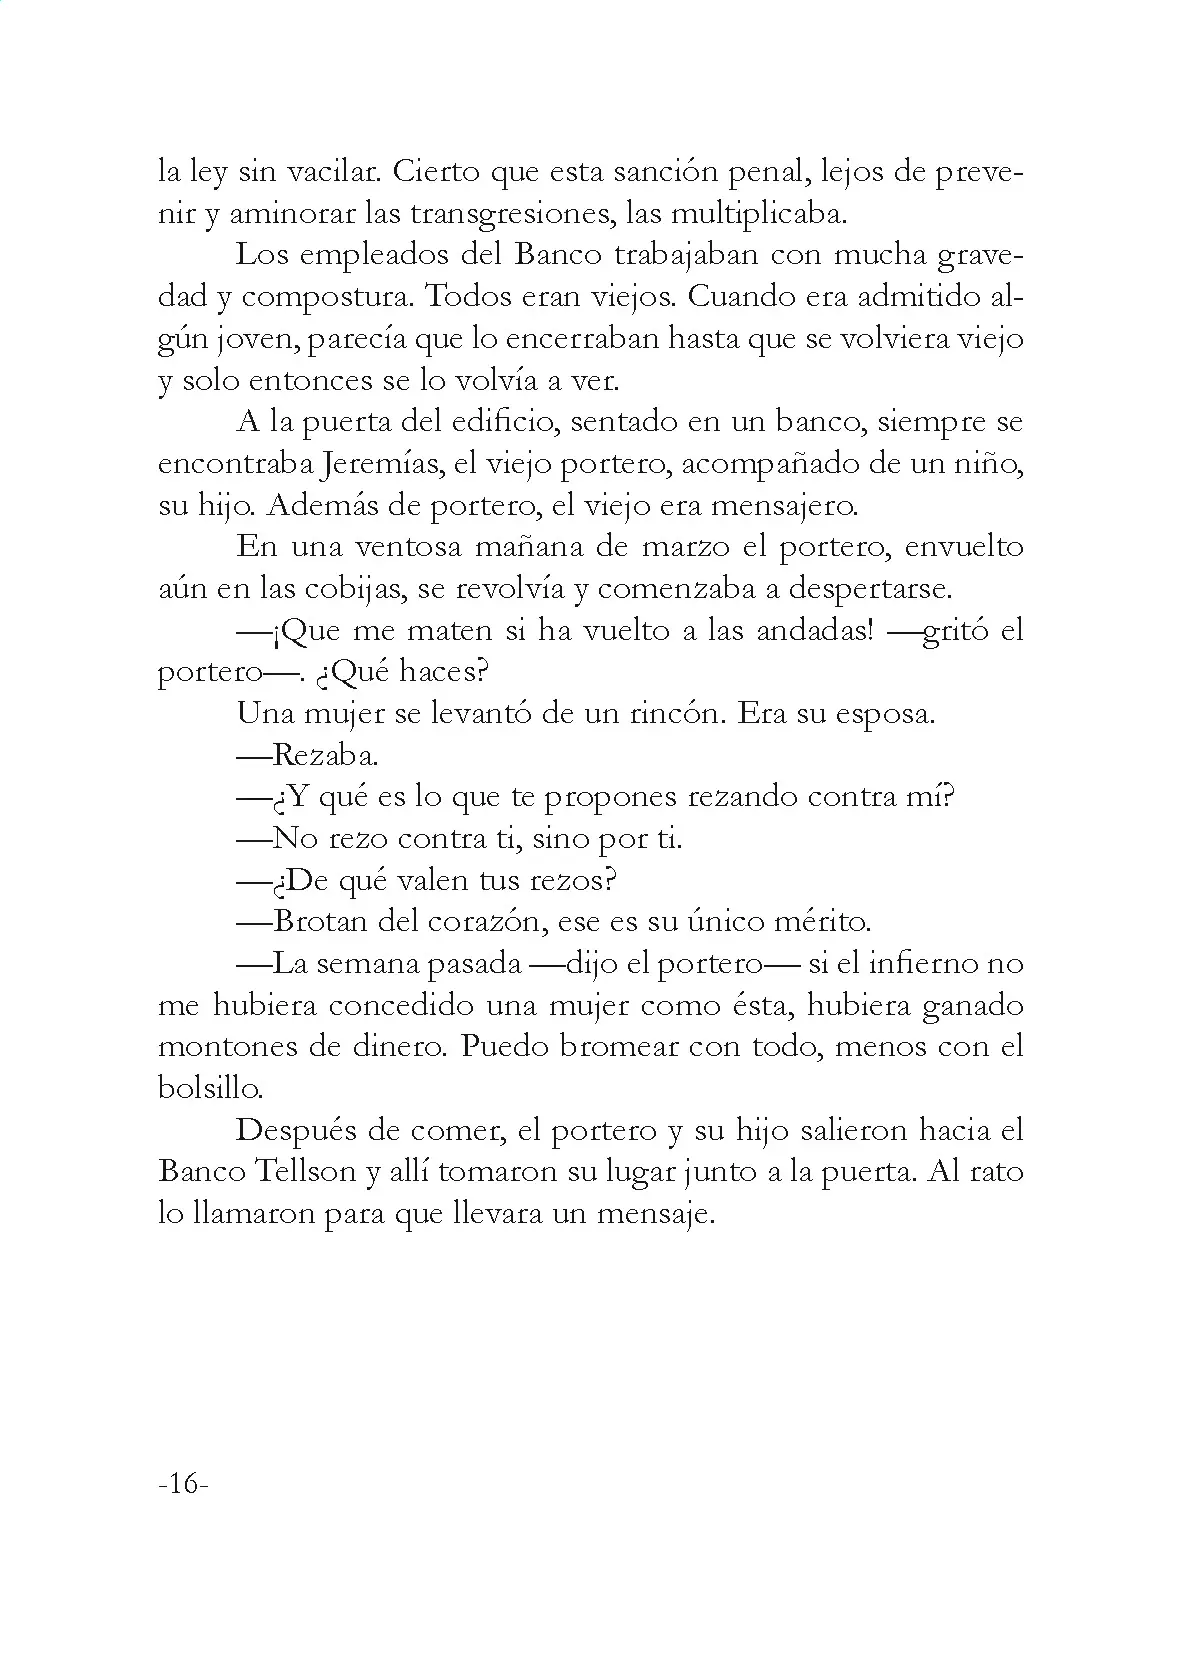 la ley sin vacilar. Cierto que esta sanción penal, lejos de preve-
nir y aminorar las transgresiones, las multiplicaba.
Los empleados del Banco trabajaban con mucha grave-
dad y compostura. Todos eran viejos. Cuando era admitido al-
gún joven, parecía que lo encerraban hasta que se volviera viejo
y solo entonces se lo volvía a ver.
A la puerta del edificio, sentado en un banco, siempre se
encontraba Jeremías, el viejo portero, acompañado de un niño,
su hijo. Además de portero, el viejo era mensajero.
En una ventosa mañana de marzo el portero, envuelto
aún en las cobijas, se revolvía y comenzaba a despertarse.
—¡Que me maten si ha vuelto a las andadas! —gritó el
portero—. ¿Qué haces?
Una mujer se levantó de un rincón. Era su esposa.
—Rezaba.
—¿Y qué es lo que te propones rezando contra mí?
—No rezo contra ti, sino por ti.
—¿De qué valen tus rezos?
—Brotan del corazón, ese es su único mérito.
—La semana pasada —dijo el portero— si el infierno no
me hubiera concedido una mujer como ésta, hubiera ganado
montones de dinero. Puedo bromear con todo, menos con el
bolsillo.
Después de comer, el portero y su hijo salieron hacia el
Banco Tellson y allí tomaron su lugar junto a la puerta. Al rato
lo llamaron para que llevara un mensaje.
-16-